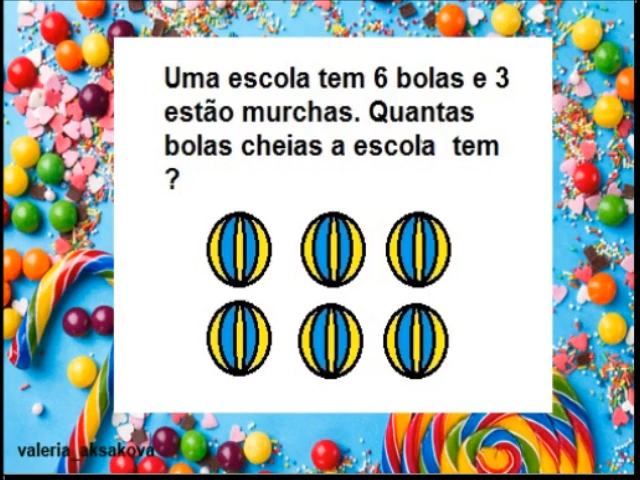 Uma escola tem 6 bolas e 3
estão murchas. Quantas
bolas cheias a escola tem
?
valeria_aksakova